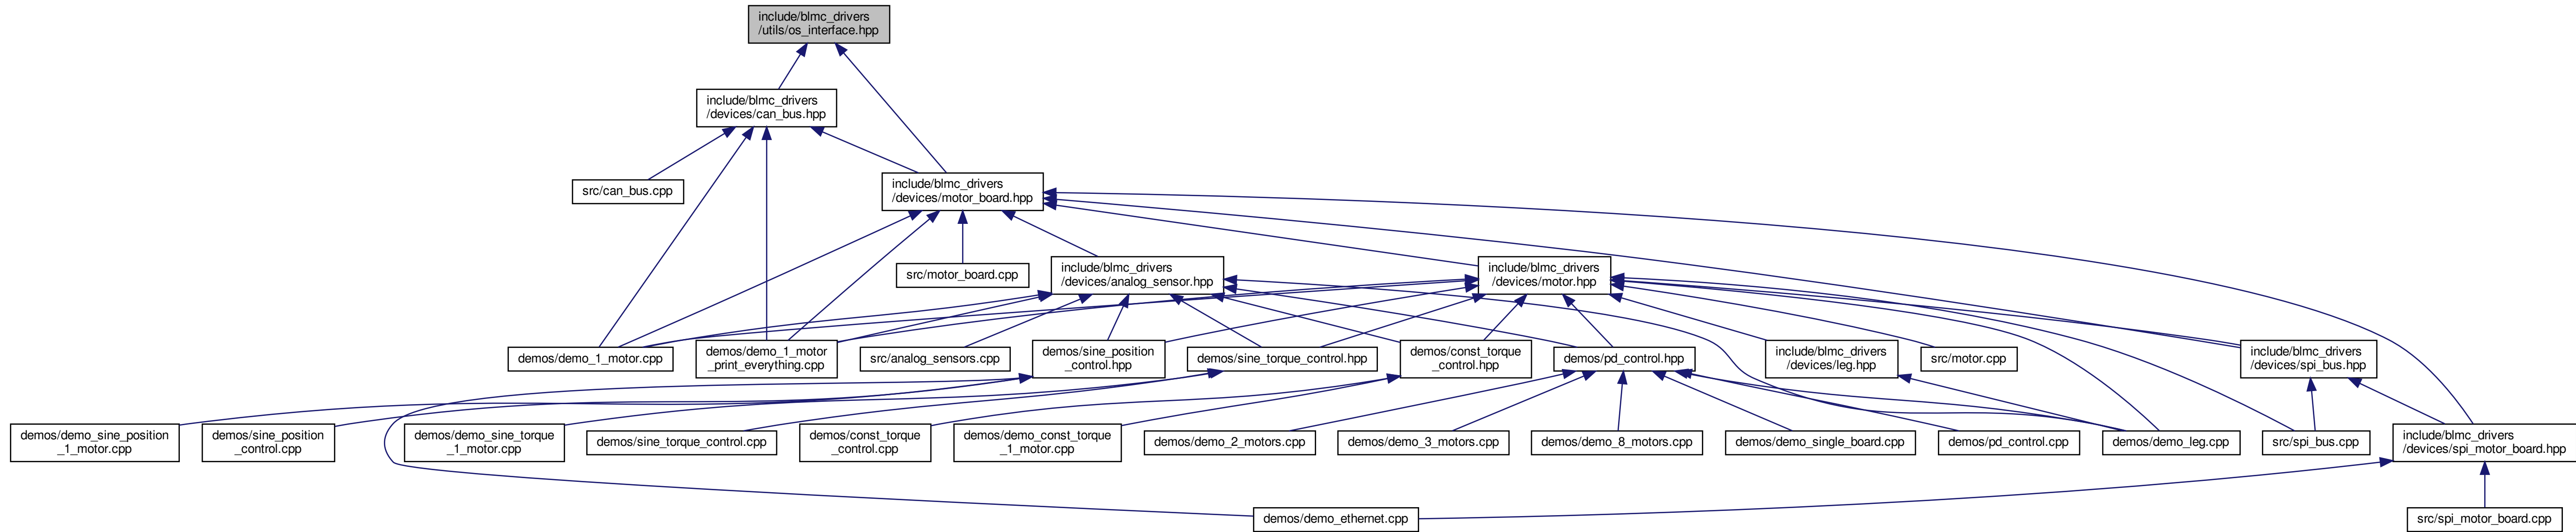 include/blmc_drivers
/utils/os_interface.hpp
include/blmc_drivers
/devices/can_bus.hpp
src/can_bus.cpp
include/blmc_drivers
/devices/motor_board.hpp
src/motor_board.cpp
include/blmc_drivers
/devices/analog_sensor.hpp
include/blmc_drivers
/devices/motor.hpp
demos/demo_1_motor.cpp
demos/demo_1_motor
_print_everything.cpp
src/analog_sensors.cpp
demos/sine_position
_control.hpp
demos/sine_torque_control.hpp
demos/const_torque
_control.hpp
demos/pd_control.hpp
include/blmc_drivers
/devices/leg.hpp
src/motor.cpp
include/blmc_drivers
/devices/spi_bus.hpp
demos/demo_sine_position
_1_motor.cpp
demos/sine_position
_control.cpp
demos/demo_sine_torque
_1_motor.cpp
demos/sine_torque_control.cpp
demos/const_torque
_control.cpp
demos/demo_const_torque
_1_motor.cpp
demos/demo_2_motors.cpp
demos/demo_3_motors.cpp
demos/demo_8_motors.cpp
demos/demo_single_board.cpp
demos/pd_control.cpp
demos/demo_leg.cpp
src/spi_bus.cpp
include/blmc_drivers
/devices/spi_motor_board.hpp
demos/demo_ethernet.cpp
src/spi_motor_board.cpp